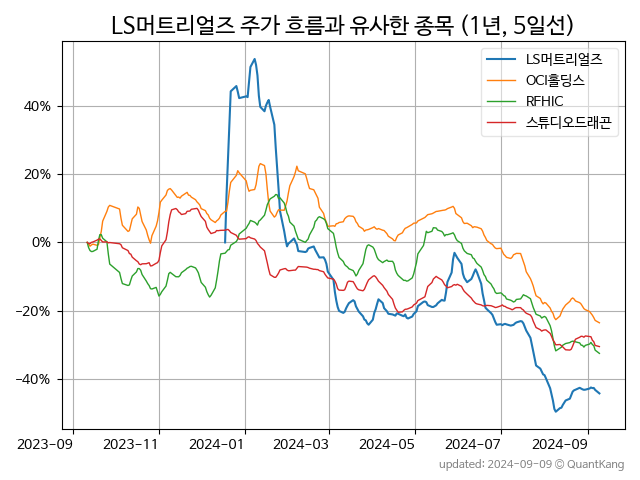 LS머트리얼즈 주가 흐름과 유사한 종목 (1년, 5일선)
LS머트리얼즈
OCI홀딩스
RFHIC
스튜디오드래곤
40%
20%
0%
−20%
−40%
2023-09
2023-11
2024-01
2024-03
2024-05
2024-07
2024-09
updated: 2024-09-09 © QuantKang